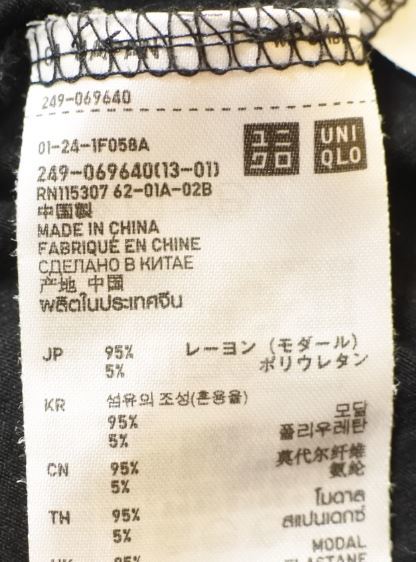 249-069640
01-24-1F058A
249-069640(13-01)
RN115307 62-01A-02B
中国製
MADE IN CHINA
FABRIQUÉ EN CHINE
СДЕЛАНО В КИТАЕ
产地 中国
ผลิตในประเทศจีน
UNI
QLO
JP 95% レーヨン (モダール)
5% ポリウレタン
KR 섬유의 조성(혼용율)
95% 모달
5% 폴리우레탄
CN 95% 莫代尔纤维
5% 氨纶
TH 95% โมดาล
5% สแปนเดกซ์
MODAL
95% ELASTANE